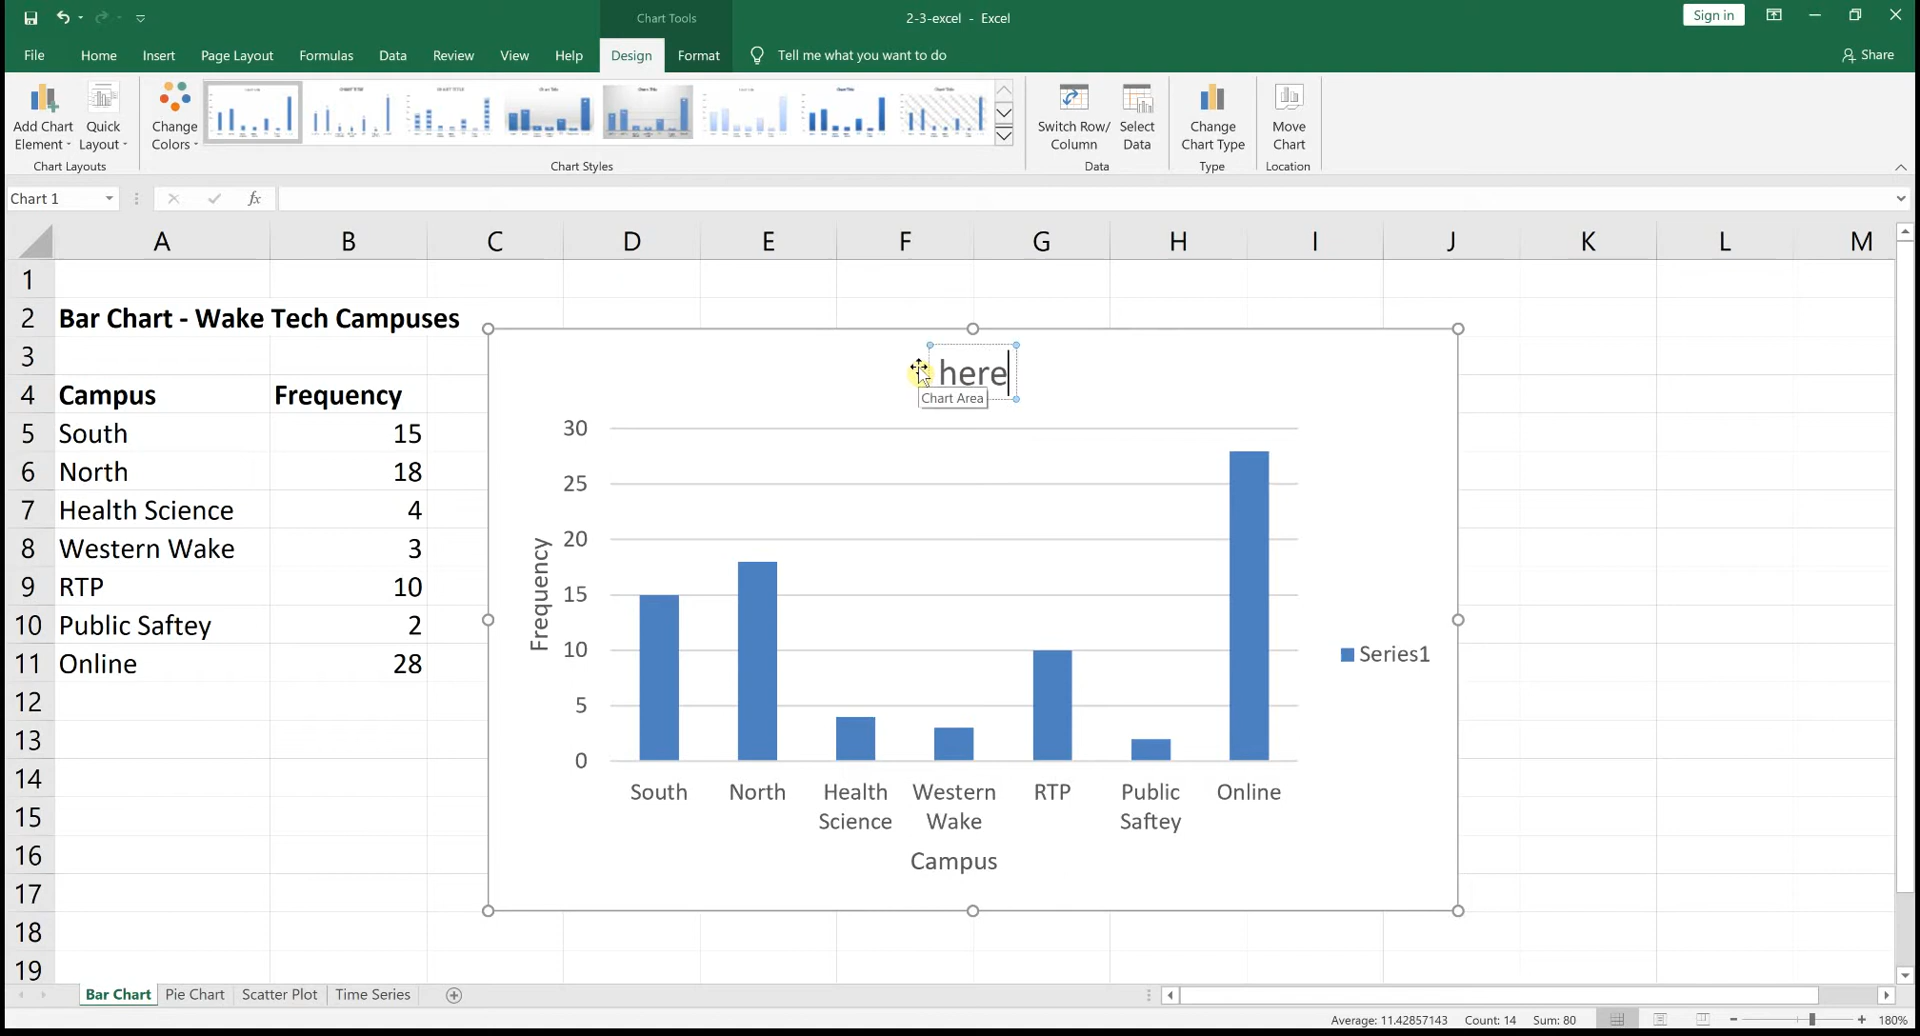 Chart Tools
2-3-excel - Excel
Sign in
File Home Insert Page Layout Formulas Data Review View Help Design Format Tell me what you want to do Share
Add Chart Element
Quick Layout
Change Colors
Switch Row/ Column
Select Data
Change Chart Type
Move Chart
Chart Layouts Chart Styles Data Type Location
Chart 1 fx
A B C D E F G H I J K L M
1
2 Bar Chart - Wake Tech Campuses
3
4 Campus Frequency
5 South 15
6 North 18
7 Health Science 4
8 Western Wake 3
9 RTP 10
10 Public Saftey 2
11 Online 28
12
13
14
15
16
17
18
19
here
Chart Area
30
25
20
15
10
5
0
Frequency
South North Health Science Western Wake RTP Public Saftey Online
Campus
Series1
Bar Chart Pie Chart Scatter Plot Time Series
Average: 11.42857143 Count: 14 Sum: 80 180%